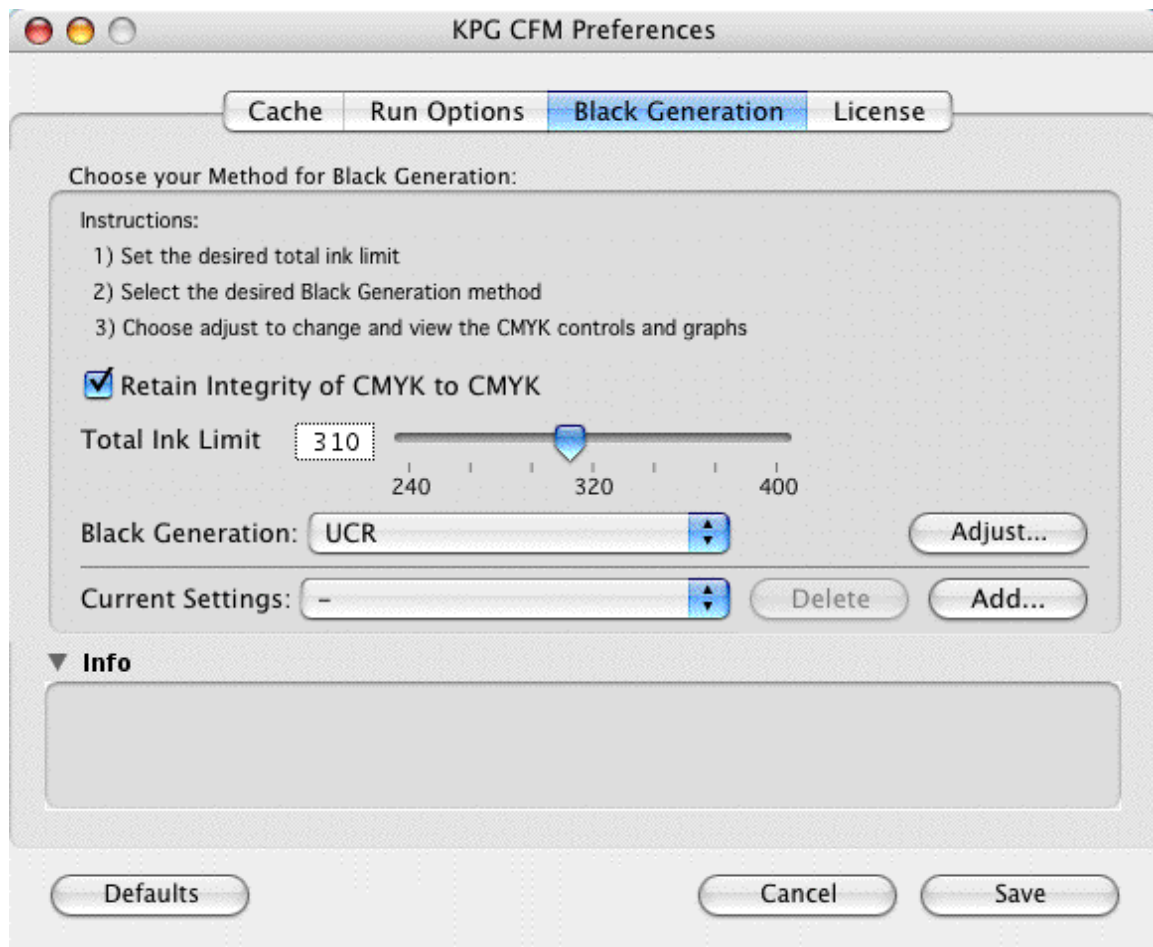 KPG CFM Preferences
Cache Run Options Black Generation License
Choose your Method for Black Generation:
Instructions:
1) Set the desired total ink limit
2) Select the desired Black Generation method
3) Choose adjust to change and view the CMYK controls and graphs
Retain Integrity of CMYK to CMYK
Total Ink Limit 310
240 320 400
Black Generation: UCR Adjust...
Current Settings: – Delete Add...
Info
Defaults Cancel Save